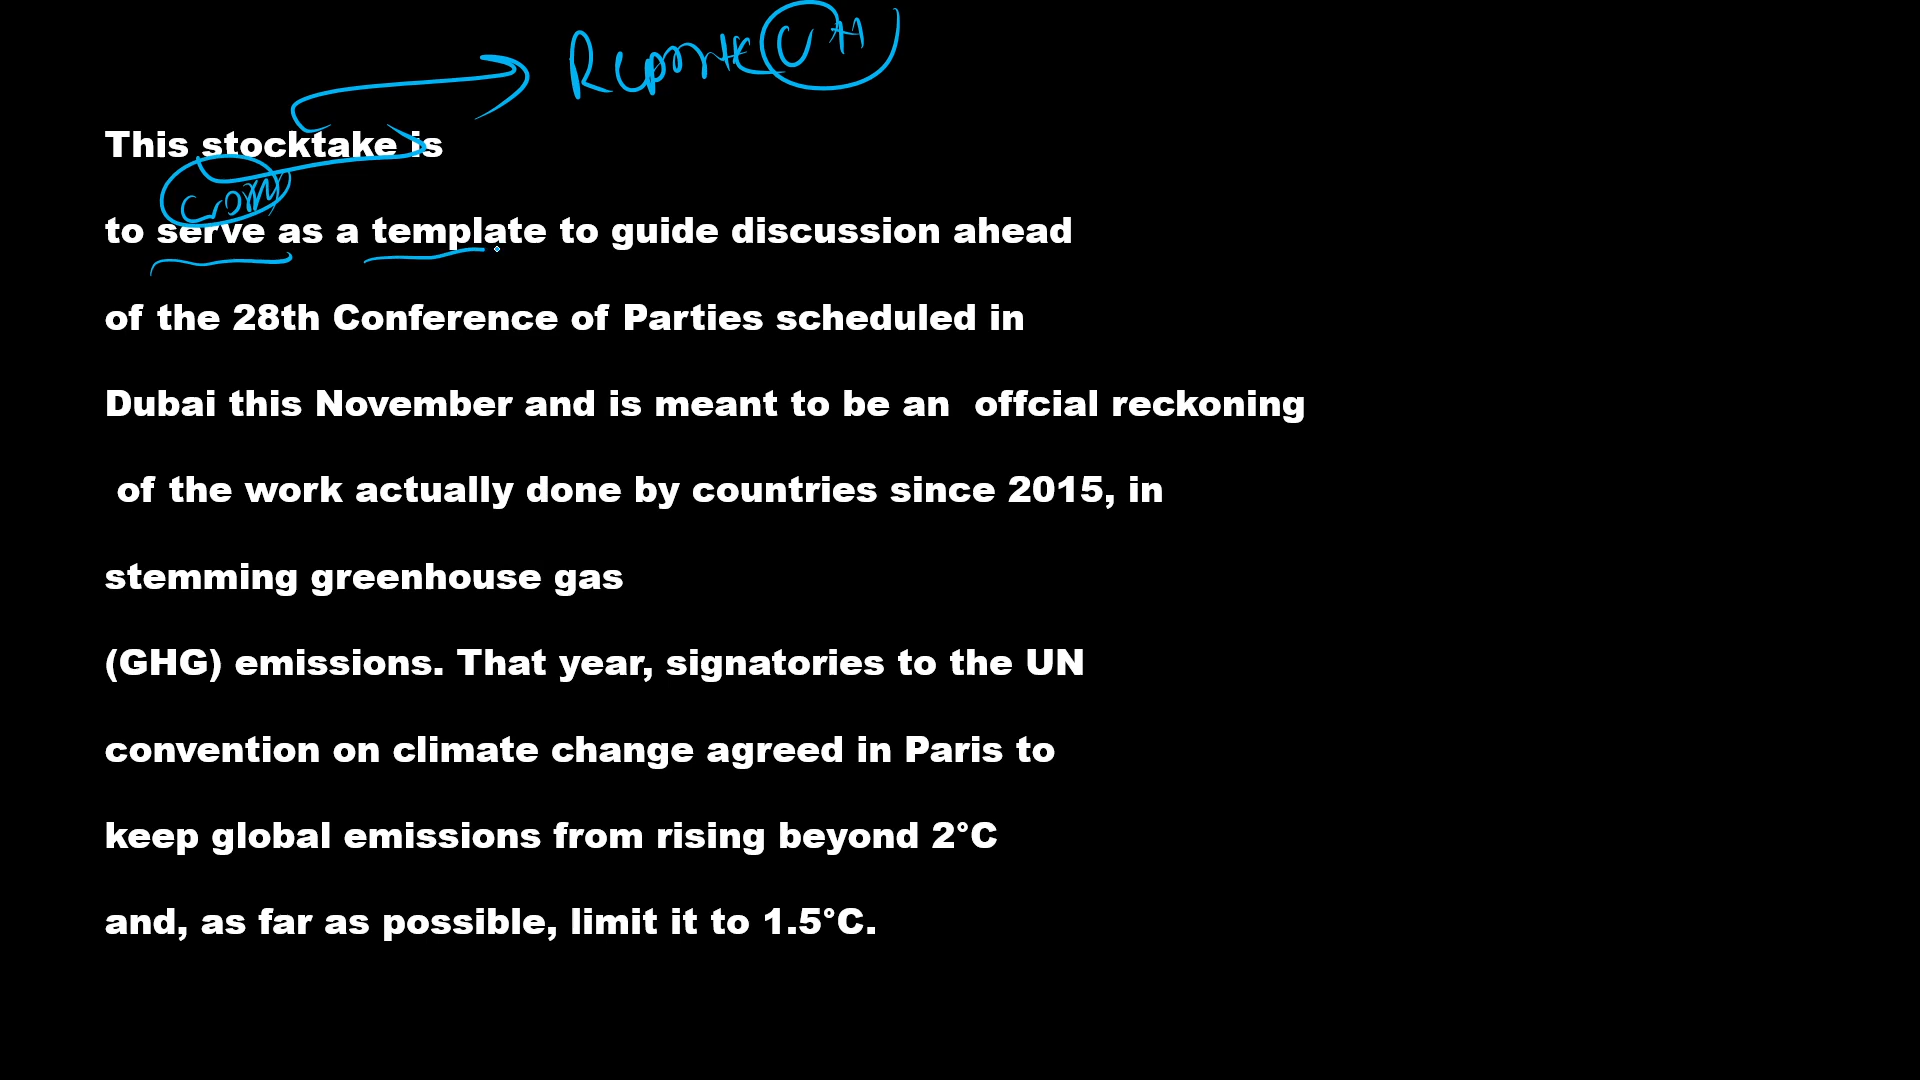 This stocktake is
to serve as a template to guide discussion ahead
of the 28th Conference of Parties scheduled in
Dubai this November and is meant to be an offcial reckoning
of the work actually done by countries since 2015, in
stemming greenhouse gas
(GHG) emissions. That year, signatories to the UN
convention on climate change agreed in Paris to
keep global emissions from rising beyond 2°C
and, as far as possible, limit it to 1.5°C.